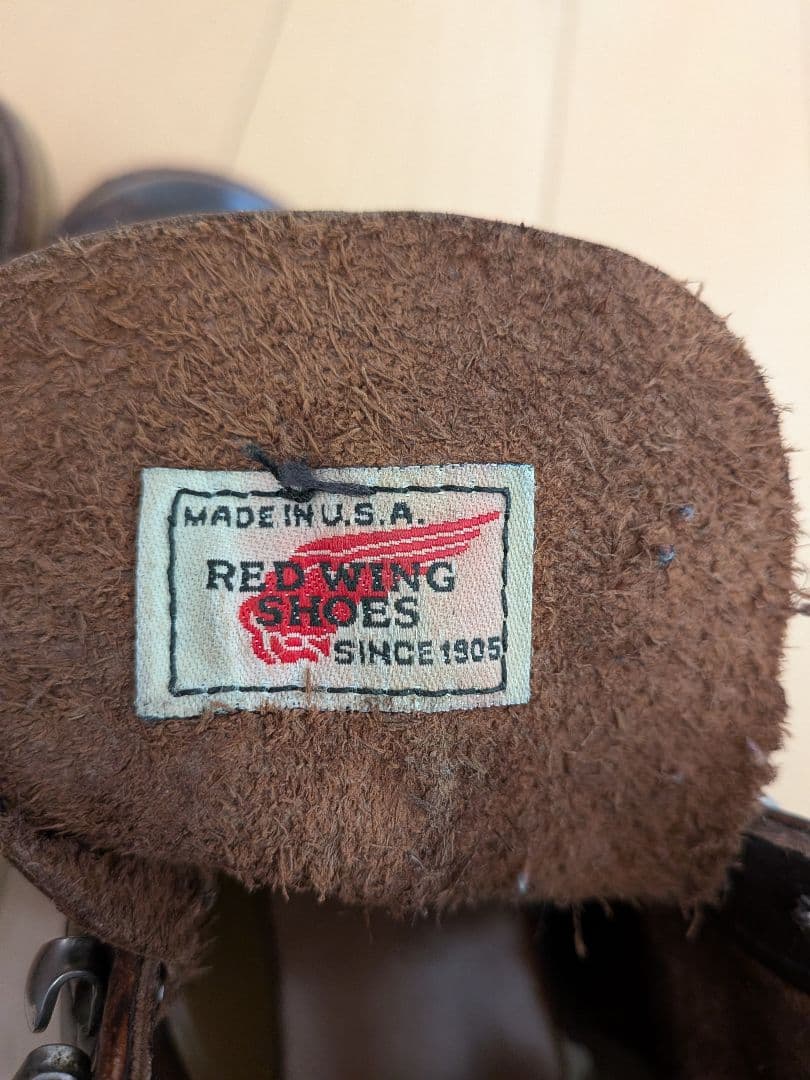 MADE IN U.S.A.
RED WING
SHOES
SINCE 1905